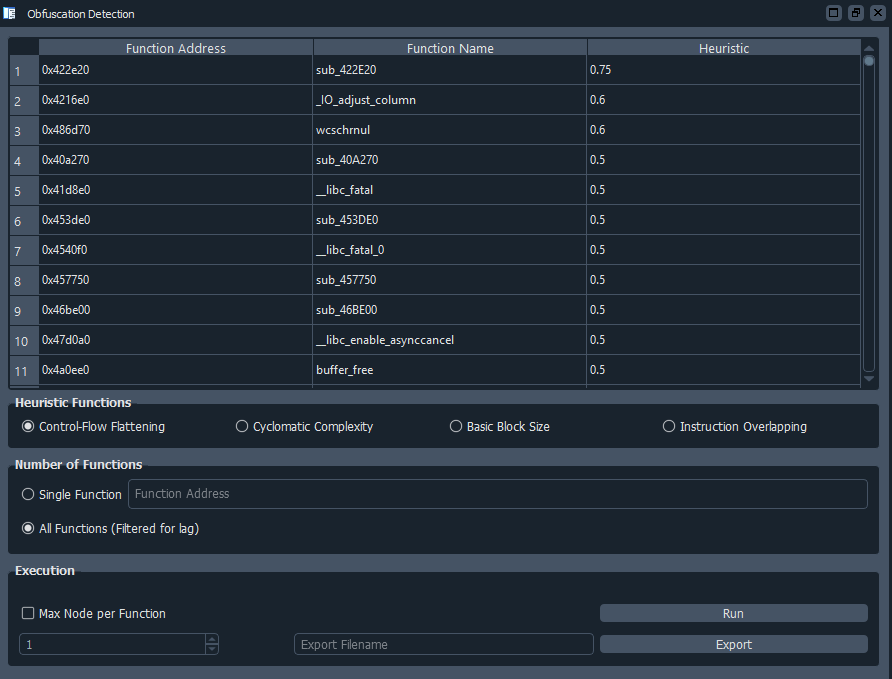 Obfuscation Detection
Function Address Function Name Heuristic
1 0x422e20 sub_422E20 0.75
2 0x4216e0 _IO_adjust_column 0.6
3 0x486d70 wcschrnul 0.6
4 0x40a270 sub_40A270 0.5
5 0x41d8e0 __libc_fatal 0.5
6 0x453de0 sub_453DE0 0.5
7 0x4540f0 __libc_fatal_0 0.5
8 0x457750 sub_457750 0.5
9 0x46be00 sub_46BE00 0.5
10 0x47d0a0 __libc_enable_asynccancel 0.5
11 0x4a0ee0 buffer_free 0.5
Heuristic Functions
Control-Flow Flattening Cyclomatic Complexity Basic Block Size Instruction Overlapping
Number of Functions
Single Function Function Address
All Functions (Filtered for lag)
Execution
Max Node per Function Run
1 Export Filename Export